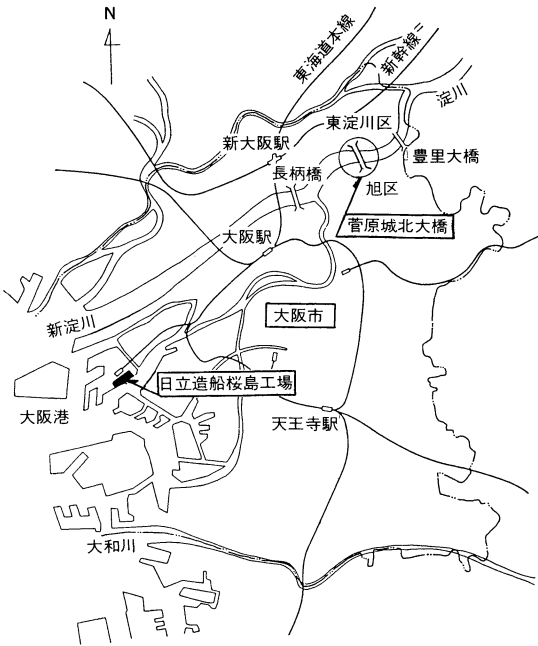 N
東海道本線
新幹線
淀川
東淀川区
新大阪駅
豊里大橋
長柄橋
旭区
菅原城北大橋
大阪駅
新淀川
大阪市
日立造船桜島工場
大阪港
天王寺駅
大和川